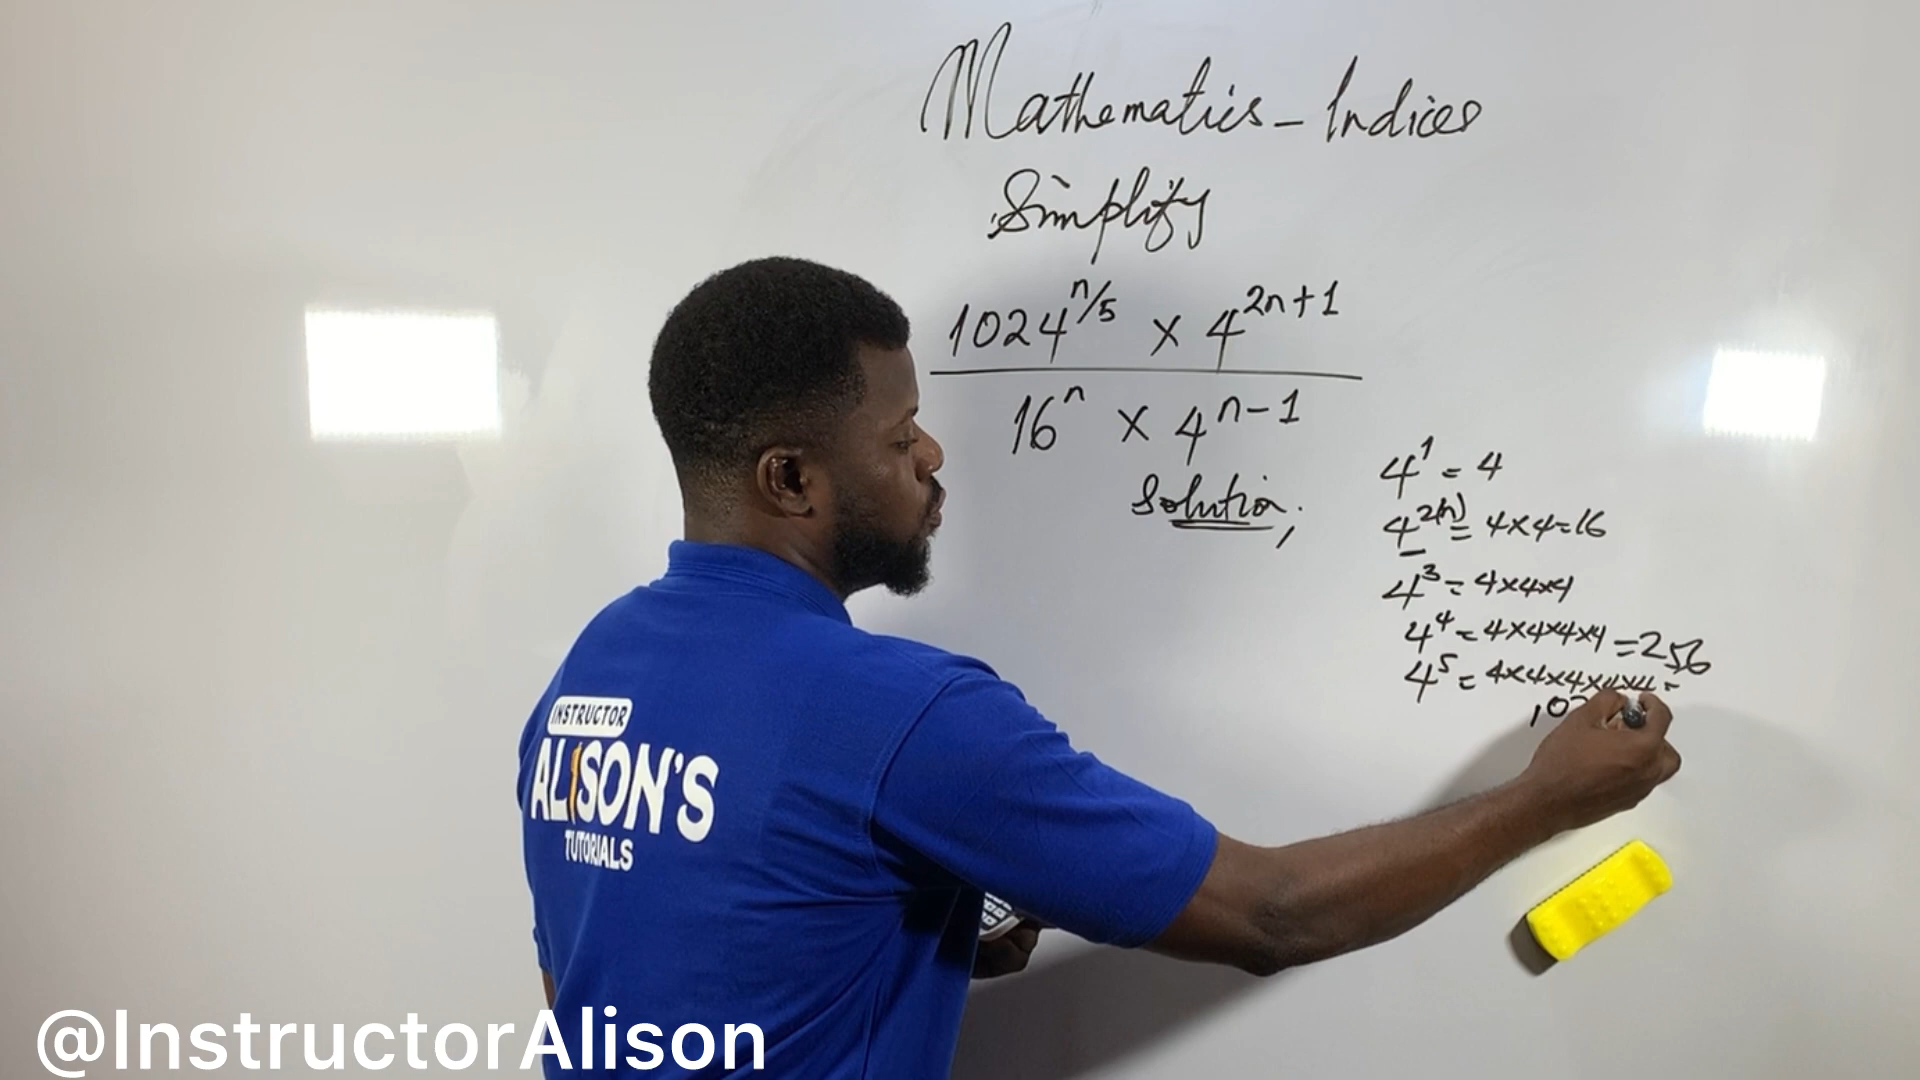 Mathematics - Indices
Simplify
1024^{n/5} × 4^{2n+1}
16^n × 4^{n-1}
Solution;
4^1 = 4
4^{2(n)} = 4×4=16
4^3 = 4×4×4
4^4 = 4×4×4×4 = 256
4^5 = 4×4×4×4×4 =
INSTRUCTOR
ALISON'S
TUTORIALS
@InstructorAlison